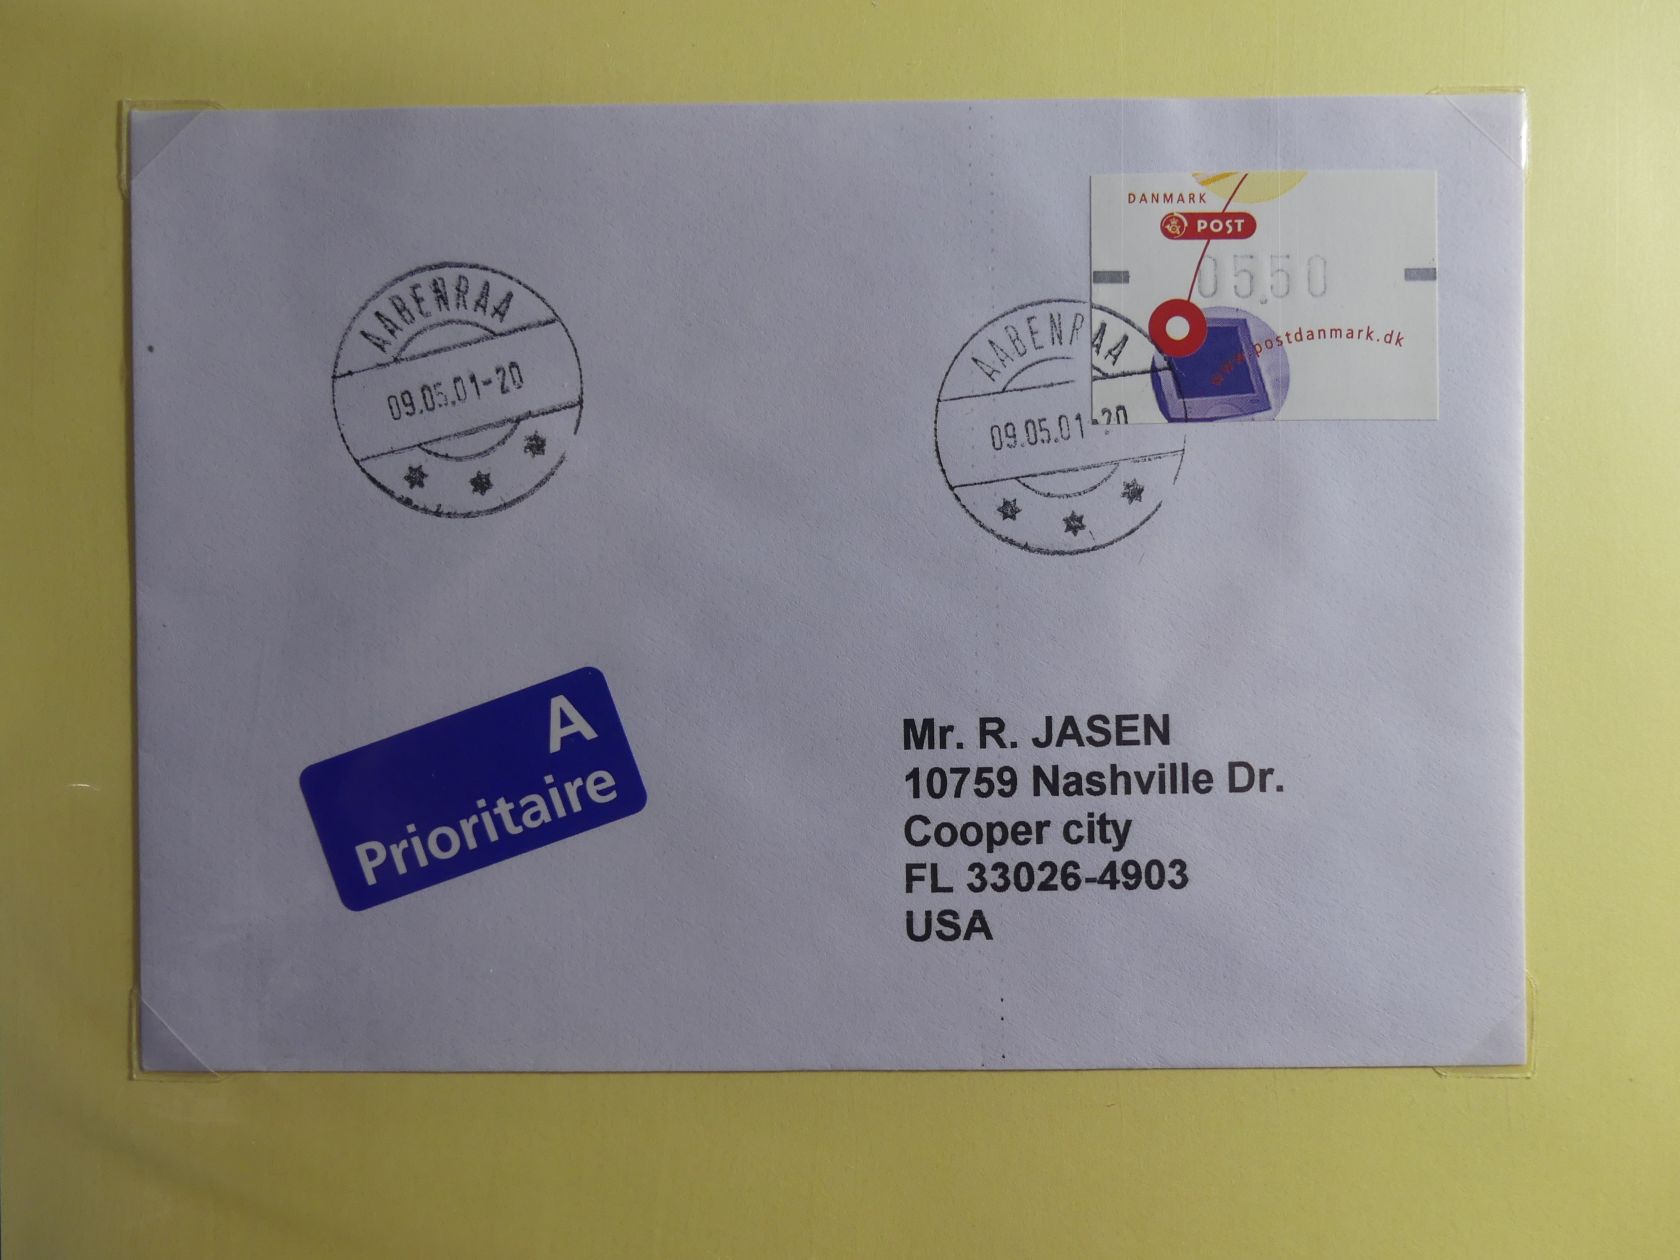 DANMARK
POST
05.50
www.postdanmark.dk
AABENRAA
09.05.01-20
AABENRAA
09.05.01-20
A
Prioritaire
Mr. R. JASEN
10759 Nashville Dr.
Cooper city
FL 33026-4903
USA